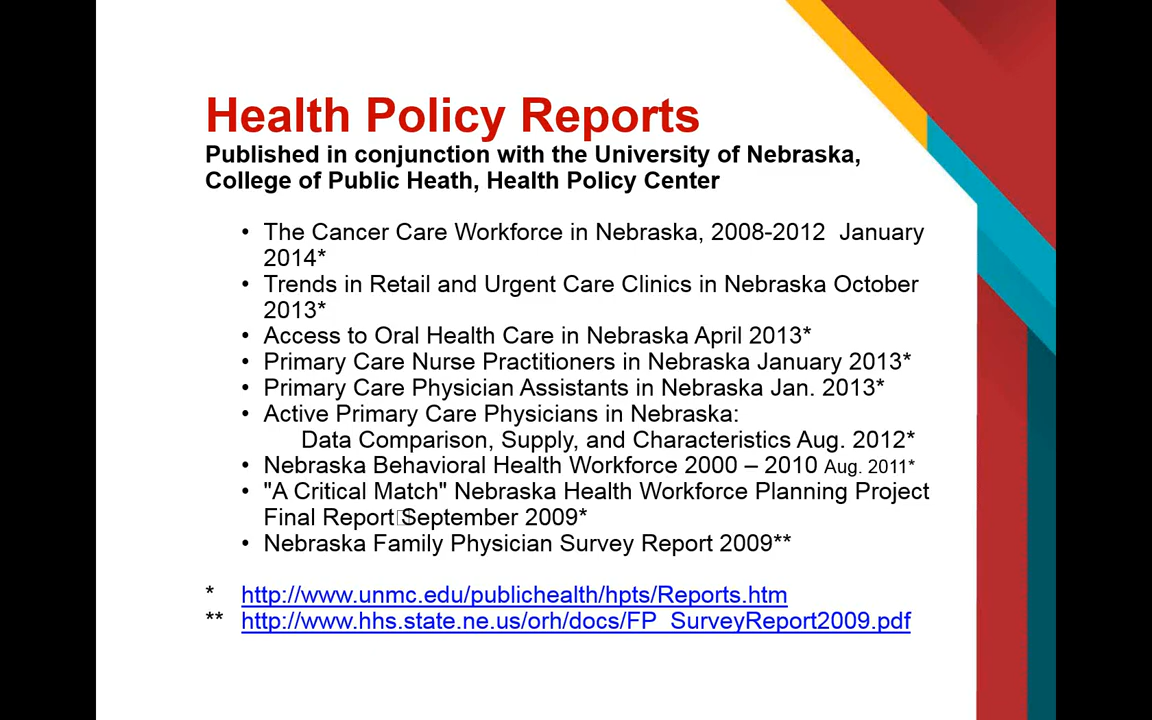 Health Policy Reports
Published in conjunction with the University of Nebraska,
College of Public Heath, Health Policy Center
• The Cancer Care Workforce in Nebraska, 2008-2012  January
2014*
• Trends in Retail and Urgent Care Clinics in Nebraska October
2013*
• Access to Oral Health Care in Nebraska April 2013*
• Primary Care Nurse Practitioners in Nebraska January 2013*
• Primary Care Physician Assistants in Nebraska Jan. 2013*
• Active Primary Care Physicians in Nebraska:
Data Comparison, Supply, and Characteristics Aug. 2012*
• Nebraska Behavioral Health Workforce 2000 – 2010 Aug. 2011*
• "A Critical Match" Nebraska Health Workforce Planning Project
Final Report September 2009*
• Nebraska Family Physician Survey Report 2009**
* http://www.unmc.edu/publichealth/hpts/Reports.htm
** http://www.hhs.state.ne.us/orh/docs/FP_SurveyReport2009.pdf